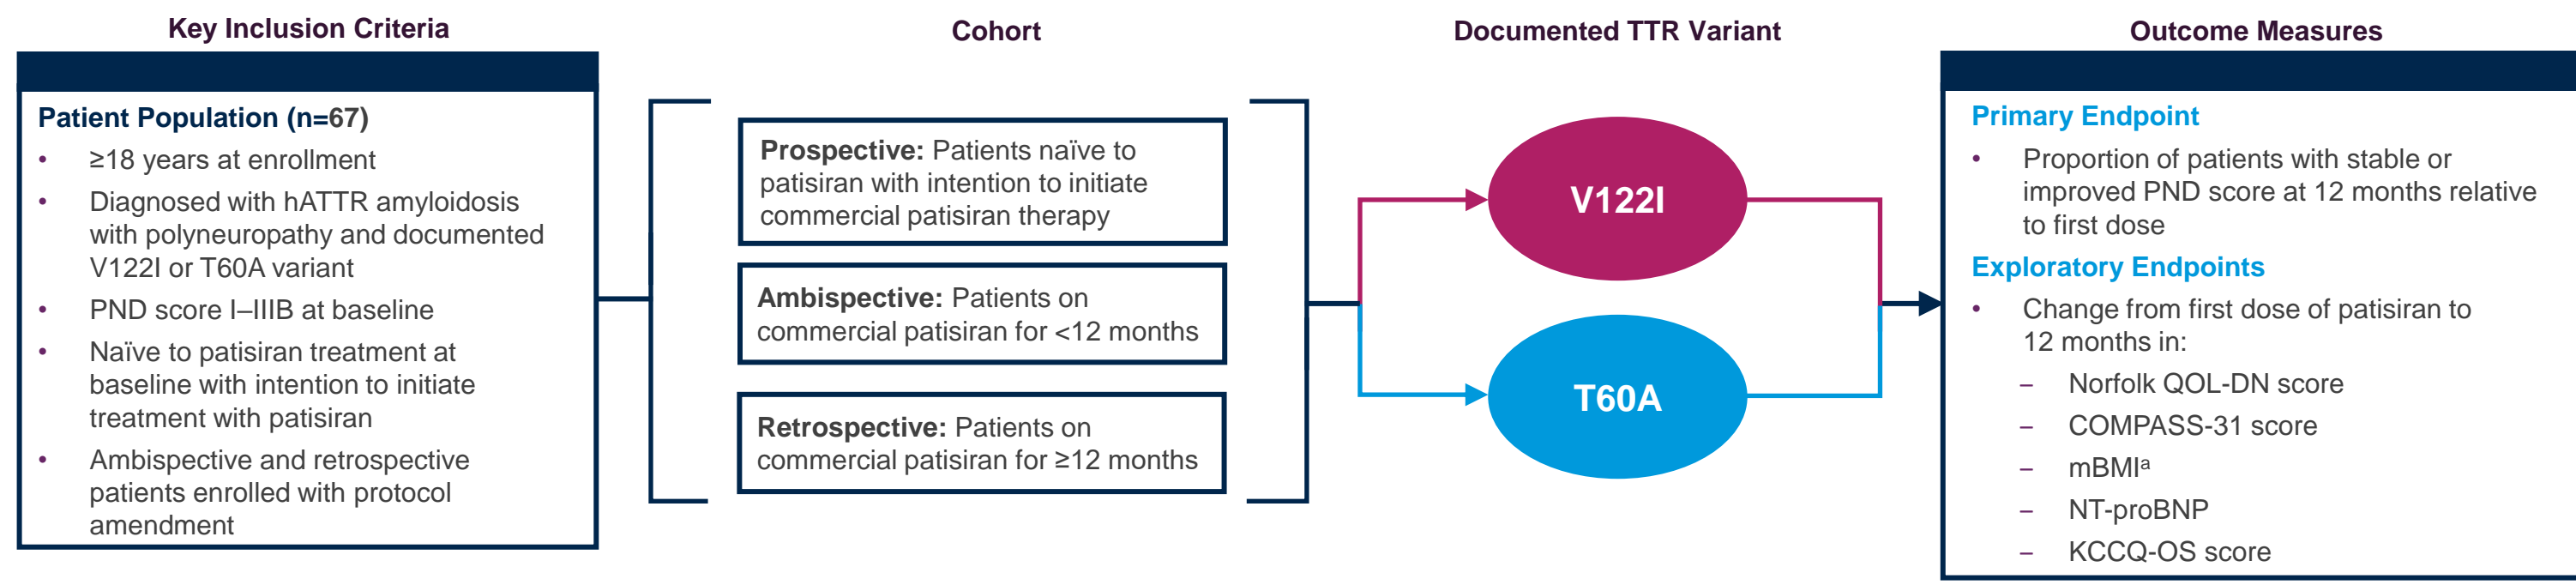 Key Inclusion Criteria
Patient Population (n=67)
• ≥18 years at enrollment
• Diagnosed with hATTR amyloidosis
with polyneuropathy and documented
V122I or T60A variant
• PND score I–IIIB at baseline
• Naïve to patisiran treatment at
baseline with intention to initiate
treatment with patisiran
• Ambispective and retrospective
patients enrolled with protocol
amendment
Cohort
Prospective: Patients naïve to
patisiran with intention to initiate
commercial patisiran therapy
Ambispective: Patients on
commercial patisiran for <12 months
Retrospective: Patients on
commercial patisiran for ≥12 months
Documented TTR Variant
V122I
T60A
Outcome Measures
Primary Endpoint
• Proportion of patients with stable or
improved PND score at 12 months relative
to first dose
Exploratory Endpoints
• Change from first dose of patisiran to
12 months in:
– Norfolk QOL-DN score
– COMPASS-31 score
– mBMIᵃ
– NT-proBNP
– KCCQ-OS score